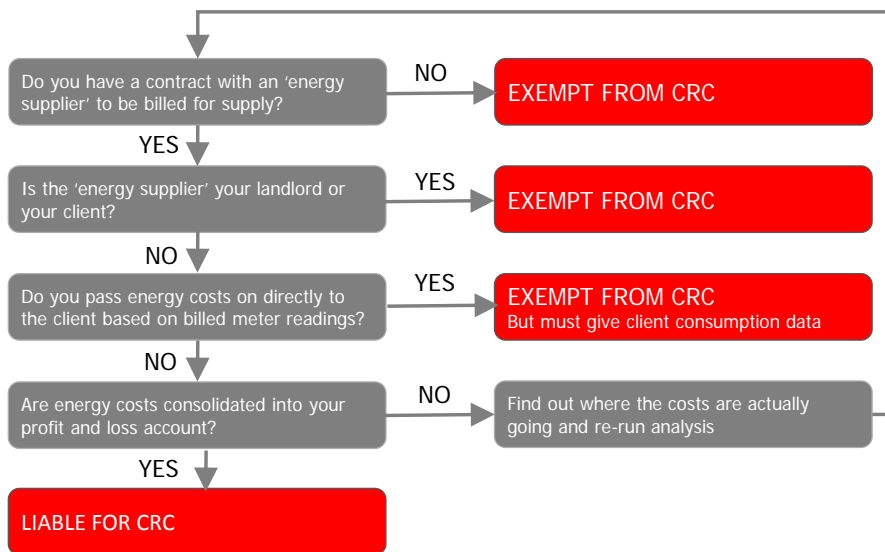 Do you have a contract with an ‘energy
supplier’ to be billed for supply?
NO
EXEMPT FROM CRC
YES
Is the ‘energy supplier’ your landlord or
your client?
YES
EXEMPT FROM CRC
NO
Do you pass energy costs on directly to
the client based on billed meter readings?
YES
EXEMPT FROM CRC
But must give client consumption data
NO
Are energy costs consolidated into your
profit and loss account?
NO
Find out where the costs are actually
going and re-run analysis
YES
LIABLE FOR CRC